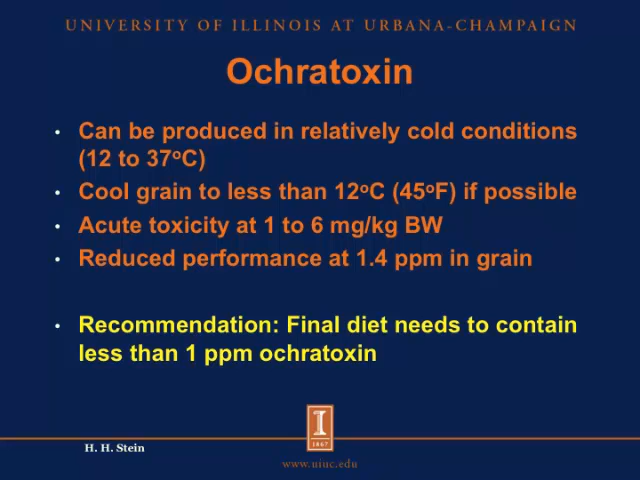 UNIVERSITY OF ILLINOIS AT URBANA-CHAMPAIGN
Ochratoxin
• Can be produced in relatively cold conditions
(12 to 37ºC)
• Cool grain to less than 12ºC (45ºF) if possible
• Acute toxicity at 1 to 6 mg/kg BW
• Reduced performance at 1.4 ppm in grain
• Recommendation: Final diet needs to contain
less than 1 ppm ochratoxin
I
1867
H. H. Stein
www.uiuc.edu